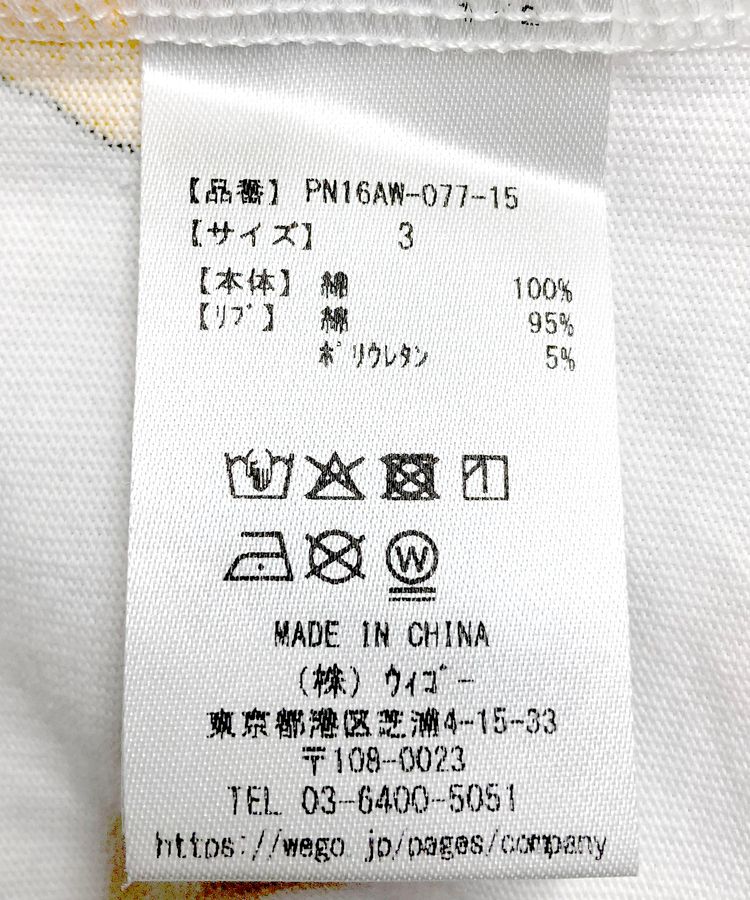 【品番】 PN16AW-077-15
【サイズ】 3
【本体】 綿 100%
【ﾘﾌﾞ】 綿 95%
ﾎﾟﾘｳﾚﾀﾝ 5%
W
MADE IN CHINA
(株) ｳｨｺﾞｰ
東京都港区芝浦4-15-33
〒108-0023
TEL 03-6400-5051
https://wego.jp/pages/company